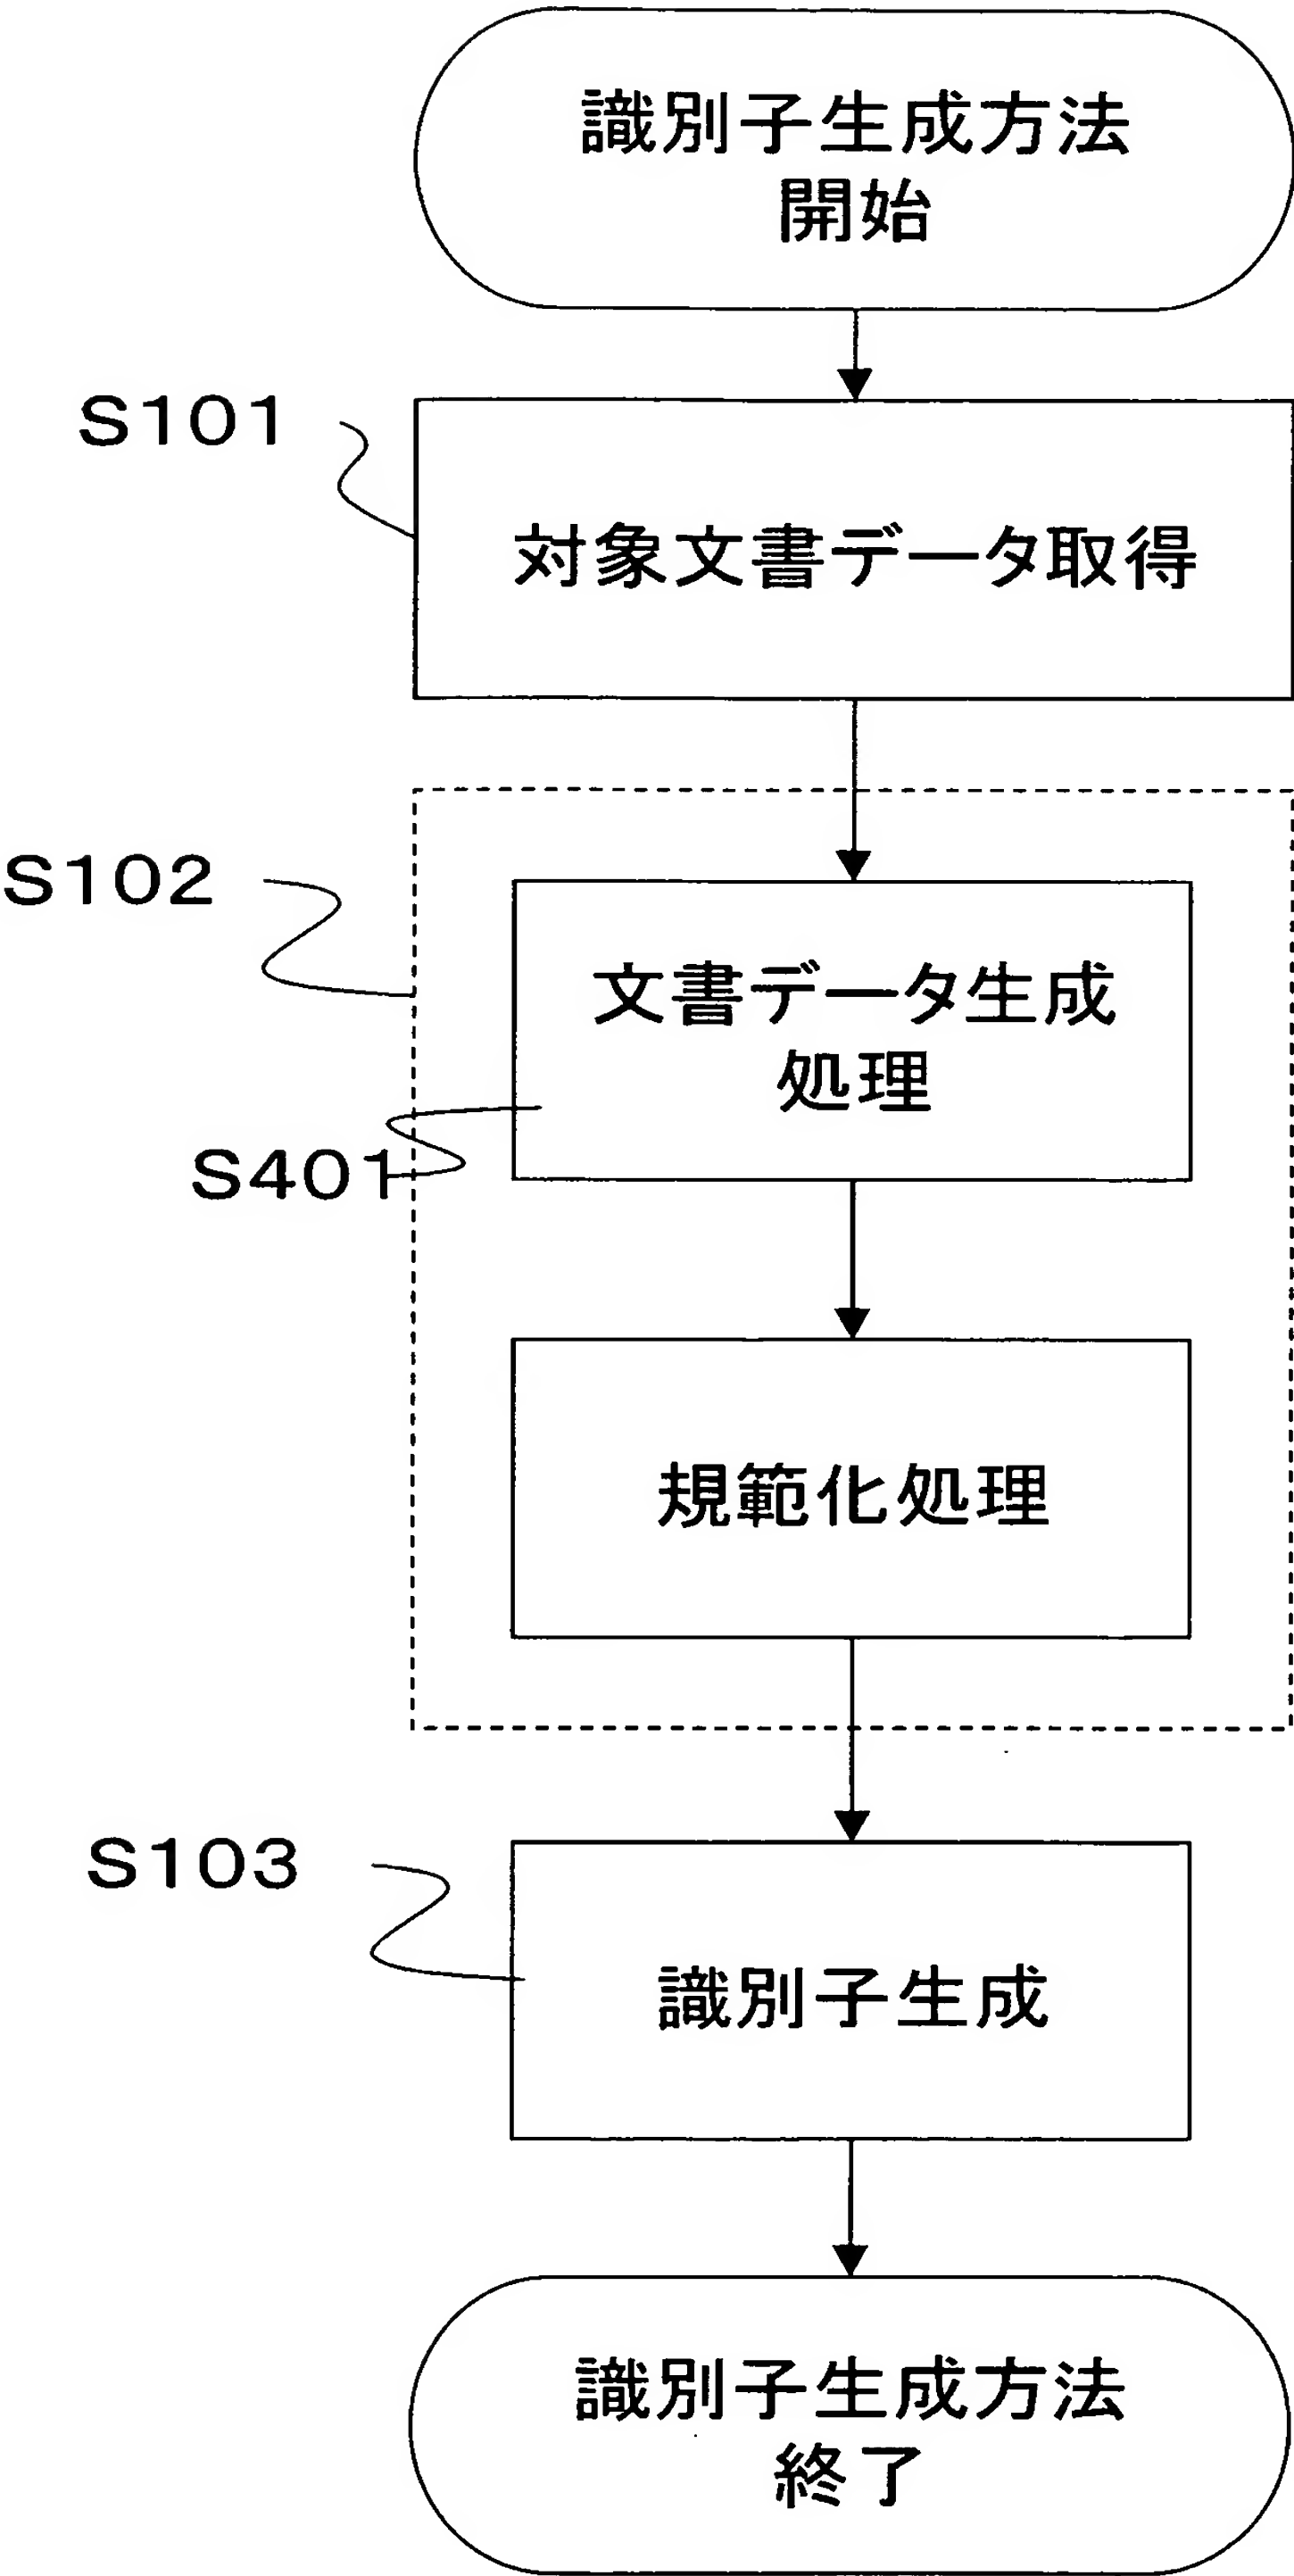 識別子生成方法
開始
S101
対象文書データ取得
S102
文書データ生成
処理
S401
規範化処理
S103
識別子生成
識別子生成方法
終了